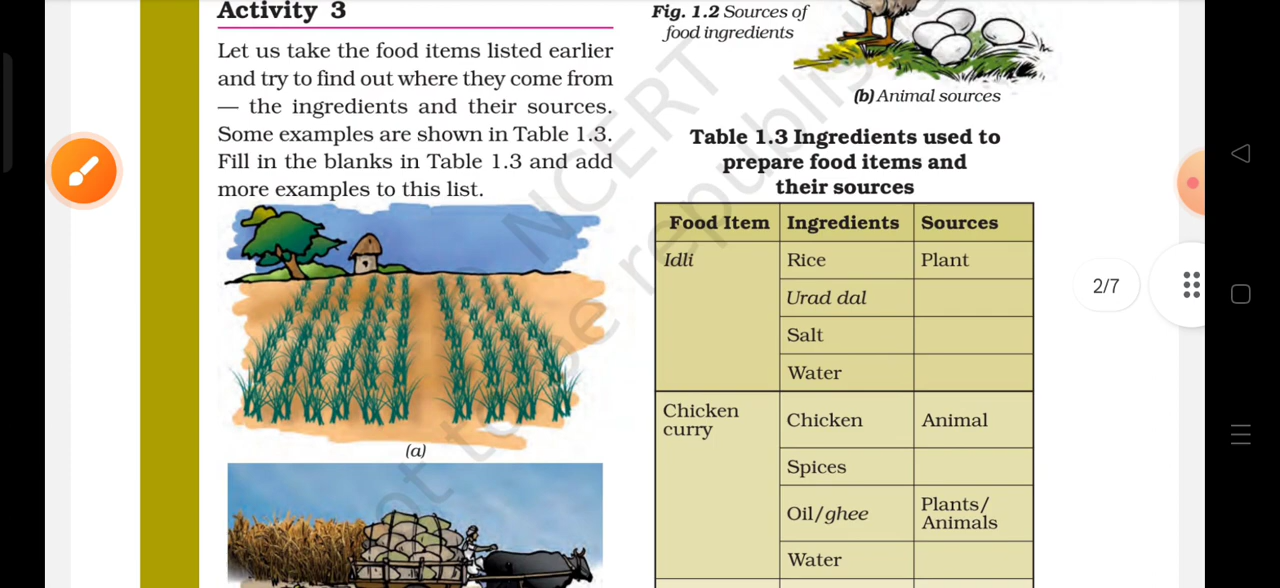 Activity 3
Let us take the food items listed earlier
and try to find out where they come from
— the ingredients and their sources.
Some examples are shown in Table 1.3.
Fill in the blanks in Table 1.3 and add
more examples to this list.
(a)
Fig. 1.2 Sources of
food ingredients
(b) Animal sources
Table 1.3 Ingredients used to
prepare food items and
their sources
Food Item Ingredients Sources
Idli Rice Plant
Urad dal
Salt
Water
Chicken
curry
Chicken Animal
Spices
Oil/ghee Plants/
Animals
Water
2/7
NCERT